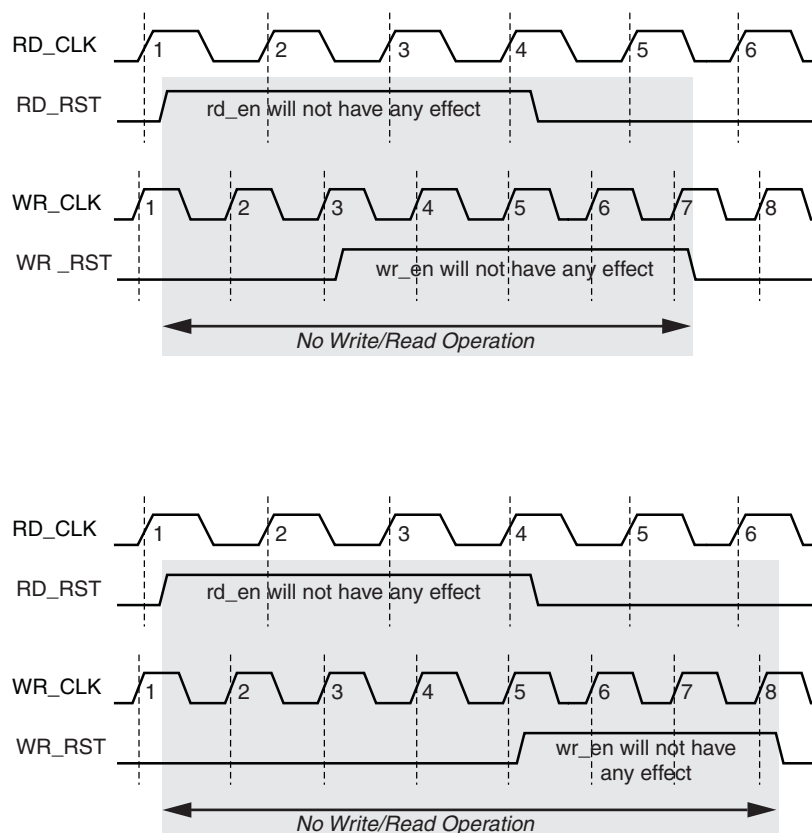 RD_CLK 1 2 3 4 5 6
RD_RST rd_en will not have any effect
WR_CLK 1 2 3 4 5 6 7 8
WR _RST wr_en will not have any effect
No Write/Read Operation
RD_CLK 1 2 3 4 5 6
RD_RST rd_en will not have any effect
WR_CLK 1 2 3 4 5 6 7 8
WR_RST wr_en will not have
any effect
No Write/Read Operation